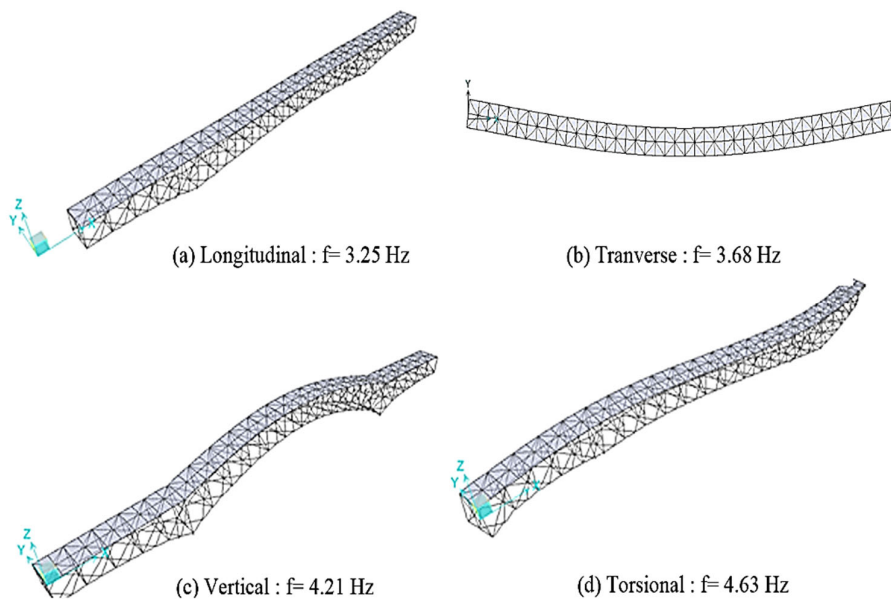 Z
Y
X
(a) Longitudinal : f= 3.25 Hz
Y
(b) Tranverse : f= 3.68 Hz
Z
Y
X
(c) Vertical : f= 4.21 Hz
Z
Y
X
(d) Torsional : f= 4.63 Hz